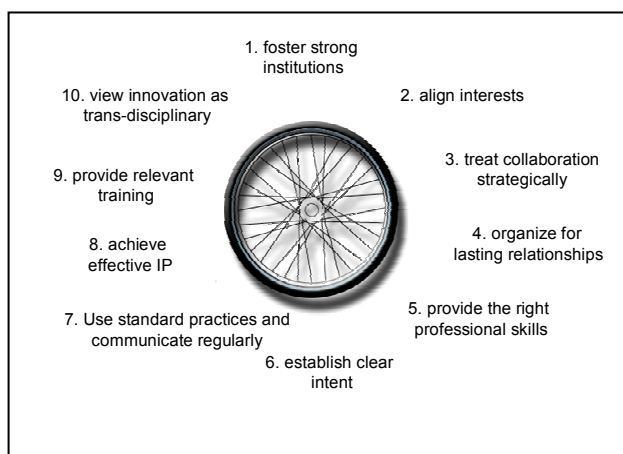 1. foster strong
institutions
2. align interests
3. treat collaboration
strategically
4. organize for
lasting relationships
5. provide the right
professional skills
6. establish clear
intent
7. Use standard practices and
communicate regularly
8. achieve
effective IP
9. provide relevant
training
10. view innovation as
trans-disciplinary